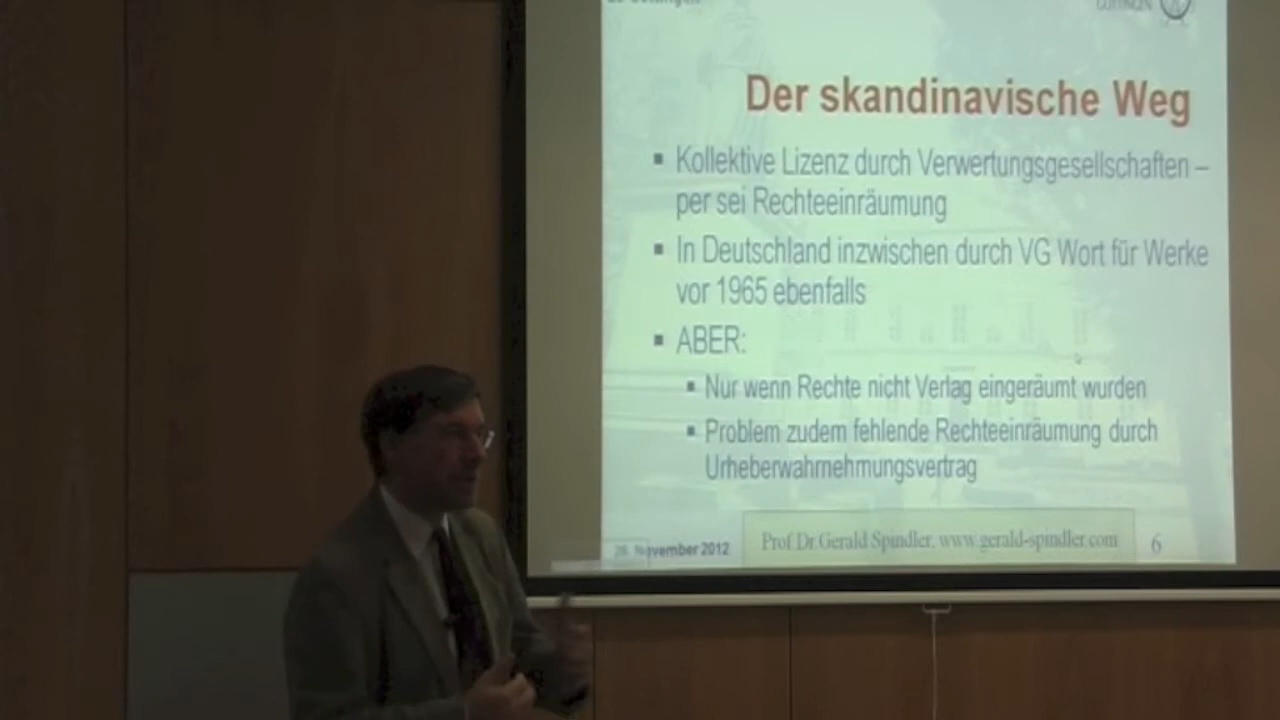 Der skandinavische Weg
▪ Kollektive Lizenz durch Verwertungsgesellschaften –
per sei Rechteeinräumung
▪ In Deutschland inzwischen durch VG Wort für Werke
vor 1965 ebenfalls
▪ ABER:
▪ Nur wenn Rechte nicht Verlag eingeräumt wurden
▪ Problem zudem fehlende Rechteeinräumung durch
Urheberwahrnehmungsvertrag
November 2012
Prof.Dr.Gerald Spindler, www.gerald-spindler.com
6